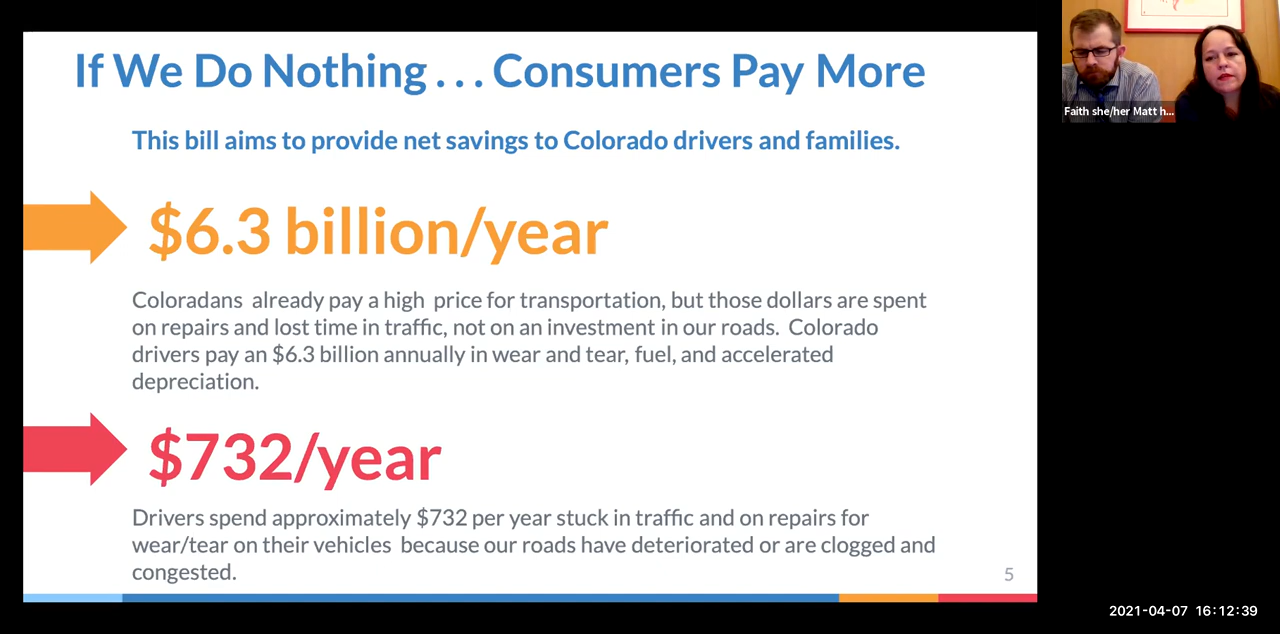 If We Do Nothing . . . Consumers Pay More
This bill aims to provide net savings to Colorado drivers and families.
$6.3 billion/year
Coloradans already pay a high price for transportation, but those dollars are spent
on repairs and lost time in traffic, not on an investment in our roads. Colorado
drivers pay an $6.3 billion annually in wear and tear, fuel, and accelerated
depreciation.
$732/year
Drivers spend approximately $732 per year stuck in traffic and on repairs for
wear/tear on their vehicles because our roads have deteriorated or are clogged and
congested.
5
Faith she/her Matt h...
2021-04-07 16:12:39